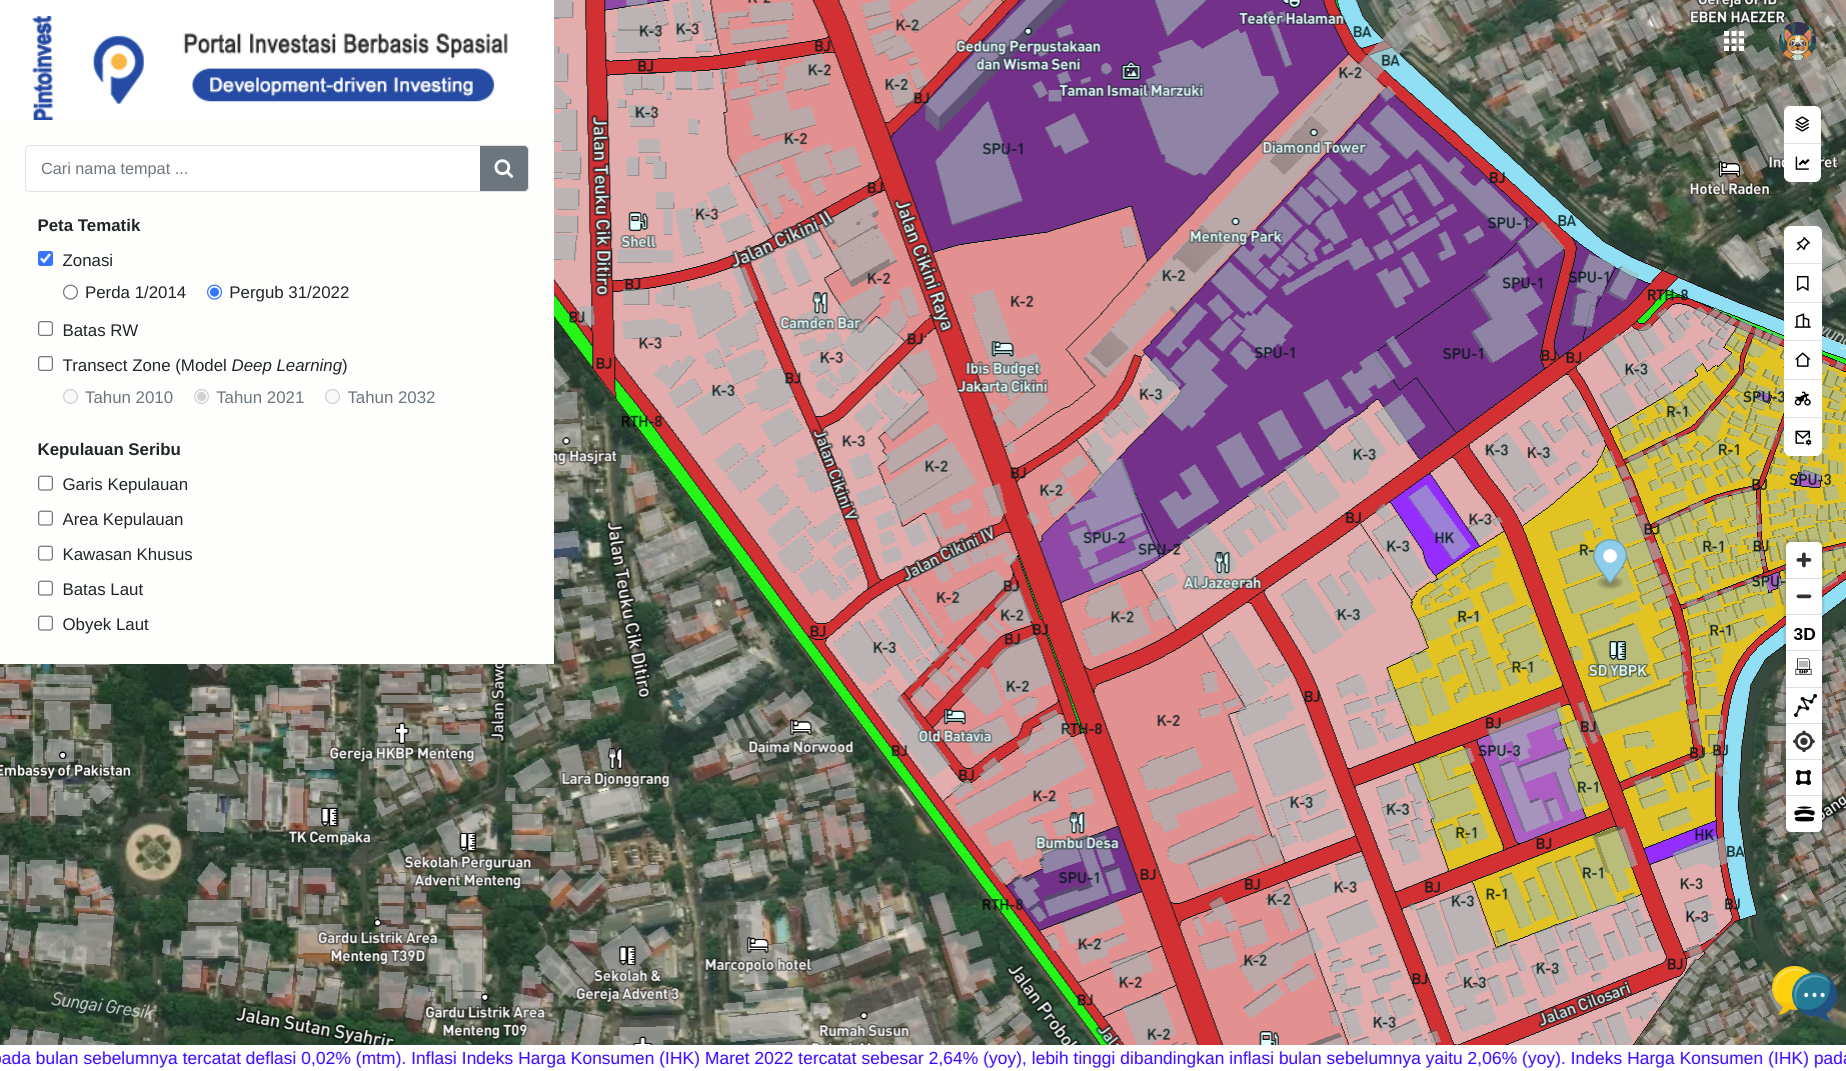 Pintoinvest
Portal Investasi Berbasis Spasial
Development-driven Investing
Cari nama tempat ...
Peta Tematik
Zonasi
Perda 1/2014
Pergub 31/2022
Batas RW
Transect Zone (Model Deep Learning)
Tahun 2010
Tahun 2021
Tahun 2032
Kepulauan Seribu
Garis Kepulauan
Area Kepulauan
Kawasan Khusus
Batas Laut
Obyek Laut
Teater Halaman
EBEN HAEZER
Gedung Perpustakaan
dan Wisma Seni
Taman Ismail Marzuki
Diamond Tower
Menteng Park
Hotel Raden
Shell
Jalan Teuku Cik Ditiro
Jalan Cikini II
Jalan Cikini Raya
Camden Bar
Ibis Budget
Jakarta Cikini
Jalan Cikini V
Jalan Cikini IV
Al Jazeerah
SD YBPK
Old Batavia
Bumbu Desa
Jalan Teuku Cik Ditiro
Gereja HKBP Menteng
Embassy of Pakistan
Daima Norwood
Lara Djonggrang
TK Cempaka
Sekolah Perguruan
Advent Menteng
Gardu Listrik Area
Menteng T39D
Sekolah &
Gereja Advent 3
Marcopolo hotel
Gardu Listrik Area
Menteng T09
Rumah Susun
Sungai Gresik
Jalan Sutan Syahrir
Jalan Cilosari
K-3
K-2
BJ
BA
SPU-1
SPU-2
SPU-3
RTH-8
HK
R-1
3D
pada bulan sebelumnya tercatat deflasi 0,02% (mtm). Inflasi Indeks Harga Konsumen (IHK) Maret 2022 tercatat sebesar 2,64% (yoy), lebih tinggi dibandingkan inflasi bulan sebelumnya yaitu 2,06% (yoy). Indeks Harga Konsumen (IHK) pada